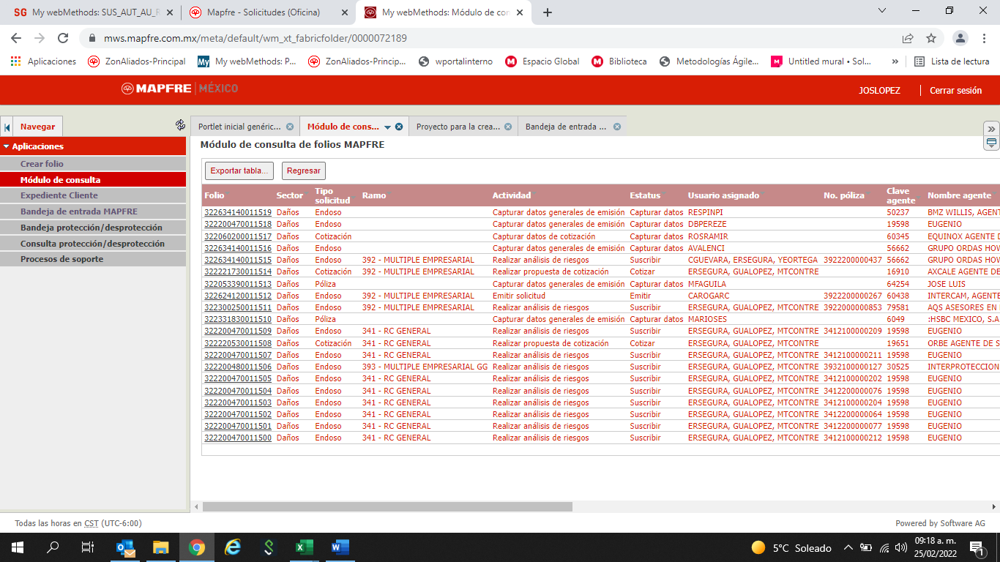 My webMethods: SUS_AUT_AU_R
Mapfre - Solicitudes (Oficina)
My webMethods: Módulo de con
mws.mapfre.com.mx/meta/default/wm_xt_fabricfolder/0000072189
Aplicaciones ZonAliados-Principal My webMethods: P... ZonAliados-Princip... wportalinterno Espacio Global Biblioteca Metodologías Ágile... Untitled mural • Sol... » Lista de lectura
MAPFRE | MÉXICO JOSLOPEZ Cerrar sesión
Navegar
Portlet inicial genéric... Módulo de cons... Proyecto para la crea... Bandeja de entrada ...
Aplicaciones
Crear folio
Módulo de consulta
Expediente Cliente
Bandeja de entrada MAPFRE
Bandeja protección/desprotección
Consulta protección/desprotección
Procesos de soporte
Módulo de consulta de folios MAPFRE
Exportar tabla... Regresar
Folio Sector Tipo solicitud Ramo Actividad Estatus Usuario asignado No. póliza Clave agente Nombre agente
322634140011519 Daños Endoso Capturar datos generales de emisión Capturar datos RESPINPI 50237 BMZ WILLIS, AGENT
322200470011518 Daños Endoso Capturar datos generales de emisión Capturar datos DBPEREZE 19598 EUGENIO
322060200011517 Daños Cotización Capturar datos de cotización Capturar datos ROSRAMIR 60345 EQUINOX AGENTE D
322634140011516 Daños Endoso Capturar datos generales de emisión Capturar datos AVALENCI 56662 GRUPO ORDAS HOW
322634140011515 Daños Endoso 392 - MULTIPLE EMPRESARIAL Realizar análisis de riesgos Suscribir CGUEVARA, ERSEGURA, YEORTEGA 3922200000437 56662 GRUPO ORDAS HOW
322221730011514 Daños Cotización 392 - MULTIPLE EMPRESARIAL Realizar propuesta de cotización Cotizar ERSEGURA, GUALOPEZ, MTCONTRE 16910 AXCALE AGENTE DE
322053390011513 Daños Póliza Capturar datos generales de emisión Capturar datos MFAGUILA 64254 JOSE LUIS
322624120011512 Daños Endoso 392 - MULTIPLE EMPRESARIAL Emitir solicitud Emitir CAROGARC 3922200000267 60438 INTERCAM, AGENTE
322300250011511 Daños Endoso 392 - MULTIPLE EMPRESARIAL Realizar análisis de riesgos Suscribir ERSEGURA, GUALOPEZ, MTCONTRE 3922000000853 79581 AQS ASESORES EN
322331830011510 Daños Póliza Capturar datos generales de emisión Capturar datos MARIOSES 6049 :HSBC MEXICO, S.A
322200470011509 Daños Endoso 341 - RC GENERAL Realizar análisis de riesgos Suscribir ERSEGURA, GUALOPEZ, MTCONTRE 3412100000209 19598 EUGENIO
322220530011508 Daños Cotización 341 - RC GENERAL Realizar propuesta de cotización Cotizar ERSEGURA, GUALOPEZ, MTCONTRE 19651 ORBE AGENTE DE S
322200470011507 Daños Endoso 341 - RC GENERAL Realizar análisis de riesgos Suscribir ERSEGURA, GUALOPEZ, MTCONTRE 3412100000211 19598 EUGENIO
322200480011506 Daños Endoso 393 - MULTIPLE EMPRESARIAL GG Realizar análisis de riesgos Suscribir ERSEGURA, GUALOPEZ, MTCONTRE 3932100000127 30525 INTERPROTECCION
322200470011505 Daños Endoso 341 - RC GENERAL Realizar análisis de riesgos Suscribir ERSEGURA, GUALOPEZ, MTCONTRE 3412100000202 19598 EUGENIO
322200470011504 Daños Endoso 341 - RC GENERAL Realizar análisis de riesgos Suscribir ERSEGURA, GUALOPEZ, MTCONTRE 3412200000076 19598 EUGENIO
322200470011503 Daños Endoso 341 - RC GENERAL Realizar análisis de riesgos Suscribir ERSEGURA, GUALOPEZ, MTCONTRE 3412100000204 19598 EUGENIO
322200470011502 Daños Endoso 341 - RC GENERAL Realizar análisis de riesgos Suscribir ERSEGURA, GUALOPEZ, MTCONTRE 3412200000064 19598 EUGENIO
322200470011501 Daños Endoso 341 - RC GENERAL Realizar análisis de riesgos Suscribir ERSEGURA, GUALOPEZ, MTCONTRE 3412200000077 19598 EUGENIO
322200470011500 Daños Endoso 341 - RC GENERAL Realizar análisis de riesgos Suscribir ERSEGURA, GUALOPEZ, MTCONTRE 3412100000212 19598 EUGENIO
Todas las horas en CST (UTC-6:00) Powered by Software AG
5°C Soleado
09:18 a. m.
25/02/2022
1